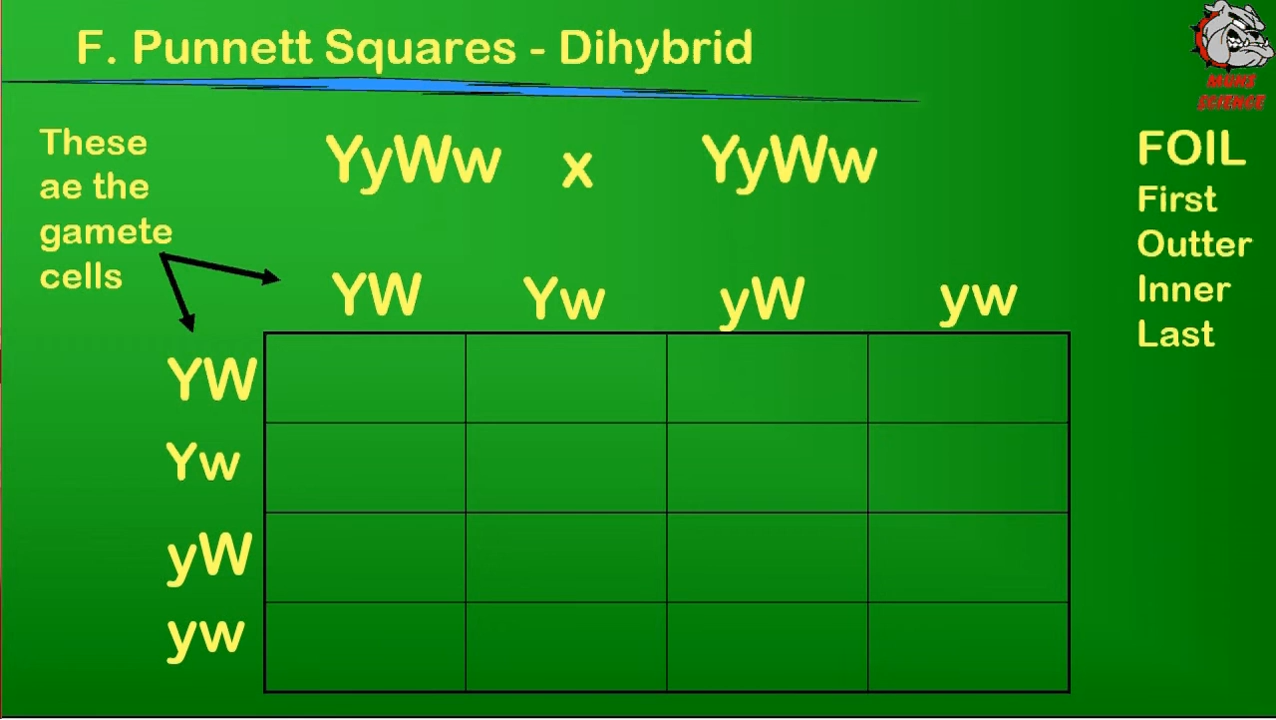 F. Punnett Squares - Dihybrid
These
ae the
gamete
cells
YyWw x YyWw
FOIL
First
Outter
Inner
Last
YW Yw yW yw
YW
Yw
yW
yw
SCIENCE